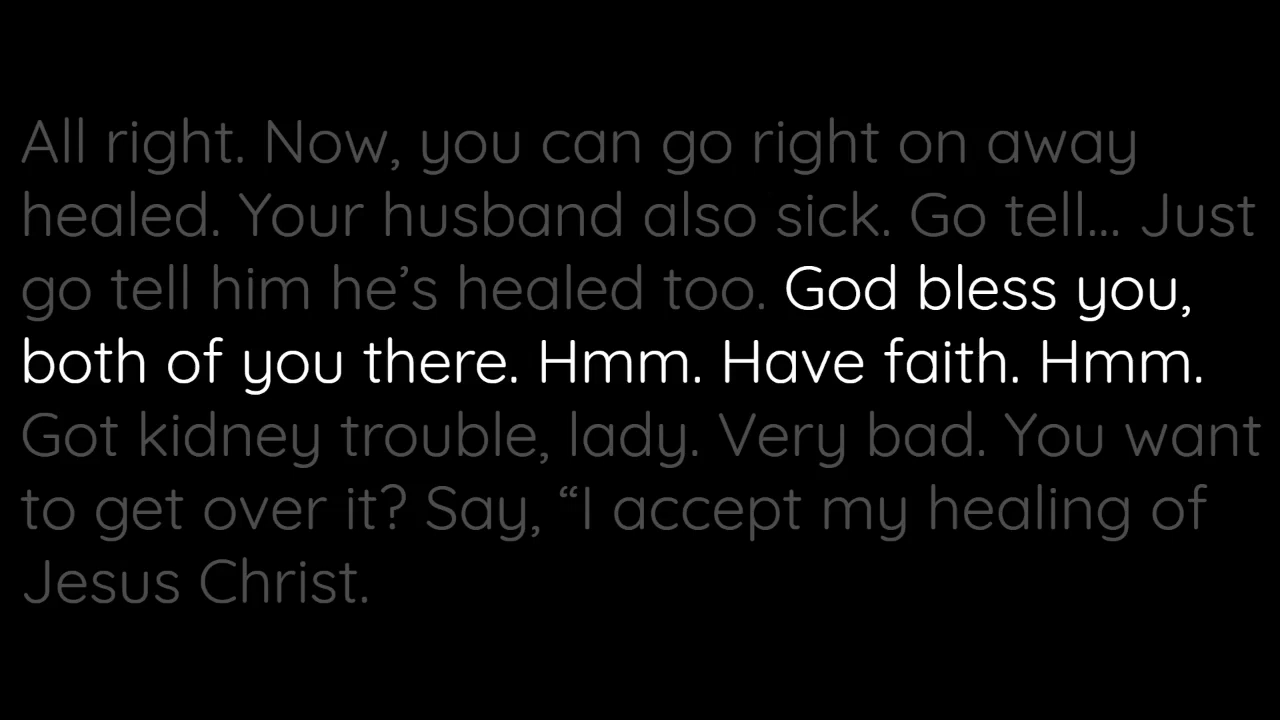 All right. Now, you can go right on away
healed. Your husband also sick. Go tell... Just
go tell him he’s healed too. God bless you,
both of you there. Hmm. Have faith. Hmm.
Got kidney trouble, lady. Very bad. You want
to get over it? Say, “I accept my healing of
Jesus Christ.